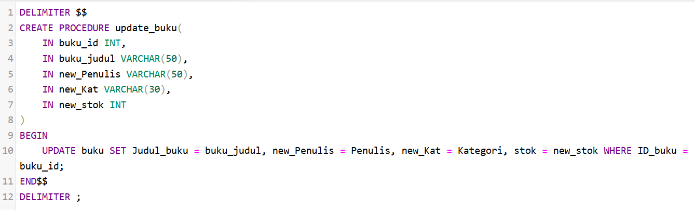 1 DELIMITER $$
2 CREATE PROCEDURE update_buku(
3 IN buku_id INT,
4 IN buku_judul VARCHAR(50),
5 IN new_Penulis VARCHAR(50),
6 IN new_Kat VARCHAR(30),
7 IN new_stok INT
8 )
9 BEGIN
10 UPDATE buku SET Judul_buku = buku_judul, new_Penulis = Penulis, new_Kat = Kategori, stok = new_stok WHERE ID_buku =
buku_id;
11 END$$
12 DELIMITER ;